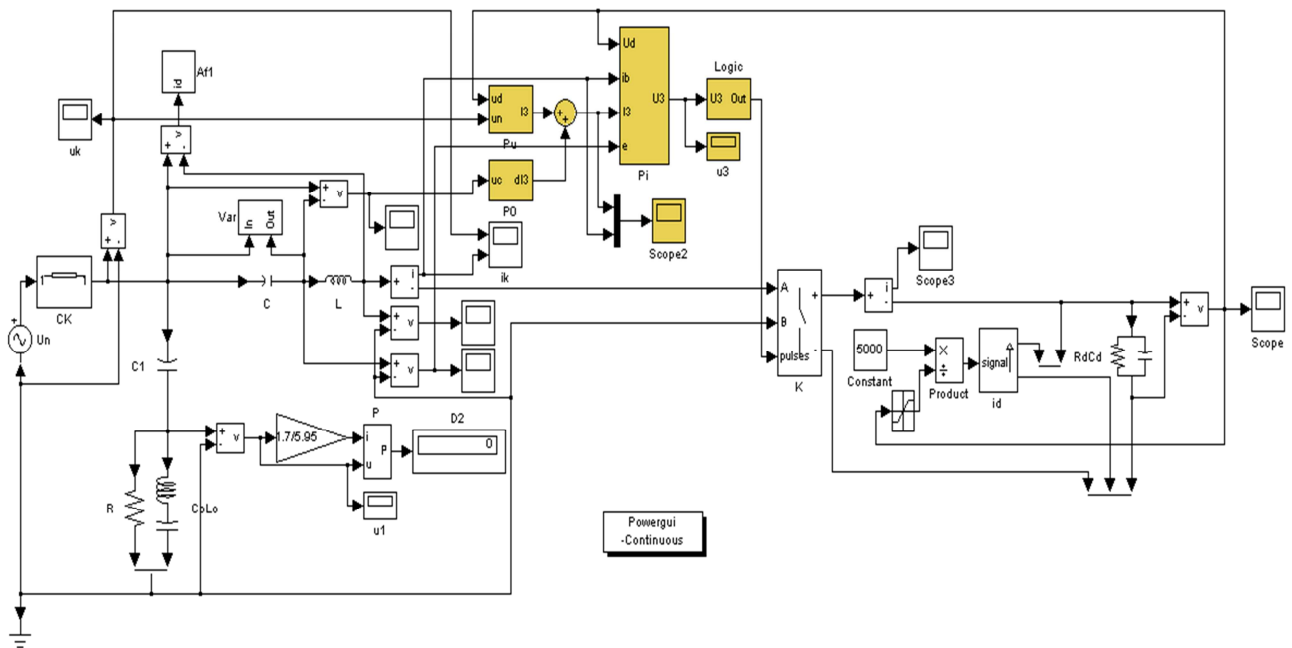 Ud
ib
I3
e
U3
Pi
Logic
U3 Out
u3
Af1
pi
uk
ud
un
I3
Pu
+
+
uc
dI3
P0
Scope2
+
-
v
+
-
v
Var
In
Out
+
-
v
ik
CK
Un
+
C
L
+
-
i
+
-
v
+
-
v
C1
A
B
pulses
+
-
K
+
-
i
Scope3
5000
Constant
×
÷
Product
signal
id
RdCd
+
-
v
Scope
R
CoLo
+
-
v
1.7/5.95
P
i
u
P
D2
0
u1
Powergui
-Continuous